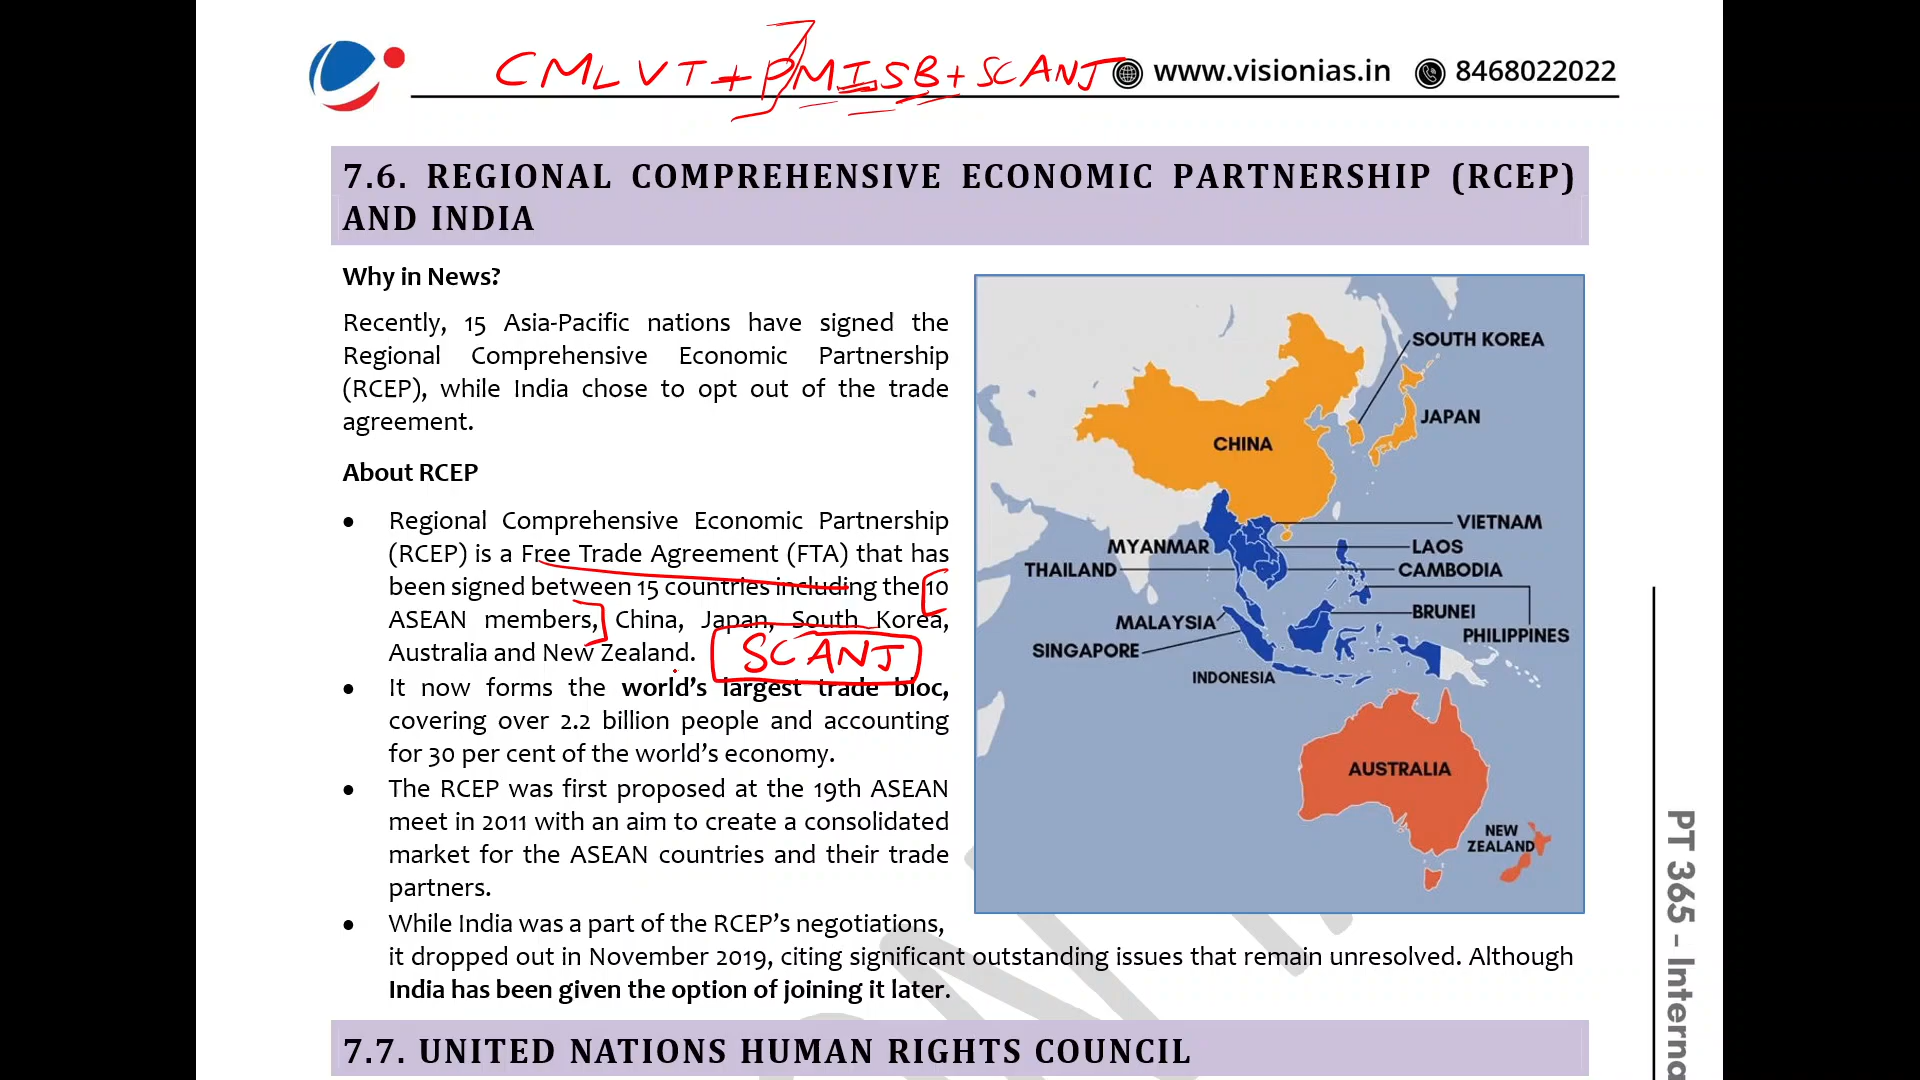 CMLVT + PMISB + SCANJ
www.visionias.in 8468022022
7.6. REGIONAL COMPREHENSIVE ECONOMIC PARTNERSHIP (RCEP)
AND INDIA
Why in News?
Recently, 15 Asia-Pacific nations have signed the
Regional Comprehensive Economic Partnership
(RCEP), while India chose to opt out of the trade
agreement.
About RCEP
• Regional Comprehensive Economic Partnership
(RCEP) is a Free Trade Agreement (FTA) that has
been signed between 15 countries including the 10
ASEAN members, China, Japan, South Korea,
Australia and New Zealand.
SCANJ
• It now forms the world's largest trade bloc,
covering over 2.2 billion people and accounting
for 30 per cent of the world's economy.
• The RCEP was first proposed at the 19th ASEAN
meet in 2011 with an aim to create a consolidated
market for the ASEAN countries and their trade
partners.
• While India was a part of the RCEP's negotiations,
it dropped out in November 2019, citing significant outstanding issues that remain unresolved. Although
India has been given the option of joining it later.
SOUTH KOREA
JAPAN
CHINA
VIETNAM
MYANMAR
LAOS
THAILAND
CAMBODIA
BRUNEI
MALAYSIA
PHILIPPINES
SINGAPORE
INDONESIA
AUSTRALIA
NEW
ZEALAND
7.7. UNITED NATIONS HUMAN RIGHTS COUNCIL
PT 365 -